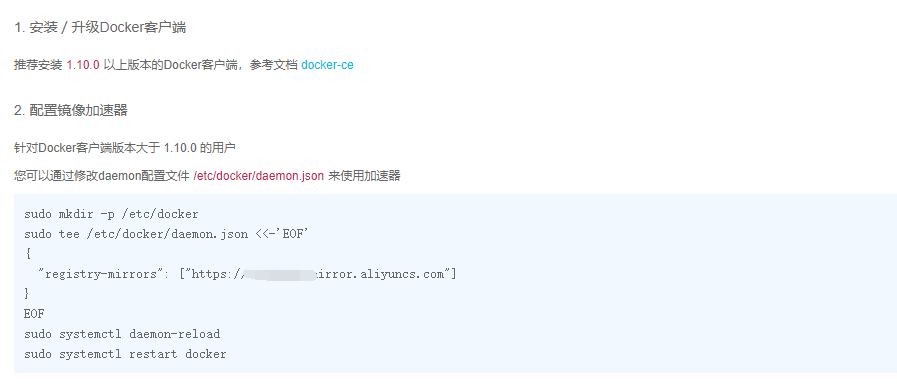 1. 安装 / 升级Docker客户端
推荐安装 1.10.0 以上版本的Docker客户端，参考文档 docker-ce
2. 配置镜像加速器
针对Docker客户端版本大于 1.10.0 的用户
您可以通过修改daemon配置文件 /etc/docker/daemon.json 来使用加速器
sudo mkdir -p /etc/docker
sudo tee /etc/docker/daemon.json <<-'EOF'
{
"registry-mirrors": ["https://irror.aliyuncs.com"]
}
EOF
sudo systemctl daemon-reload
sudo systemctl restart docker